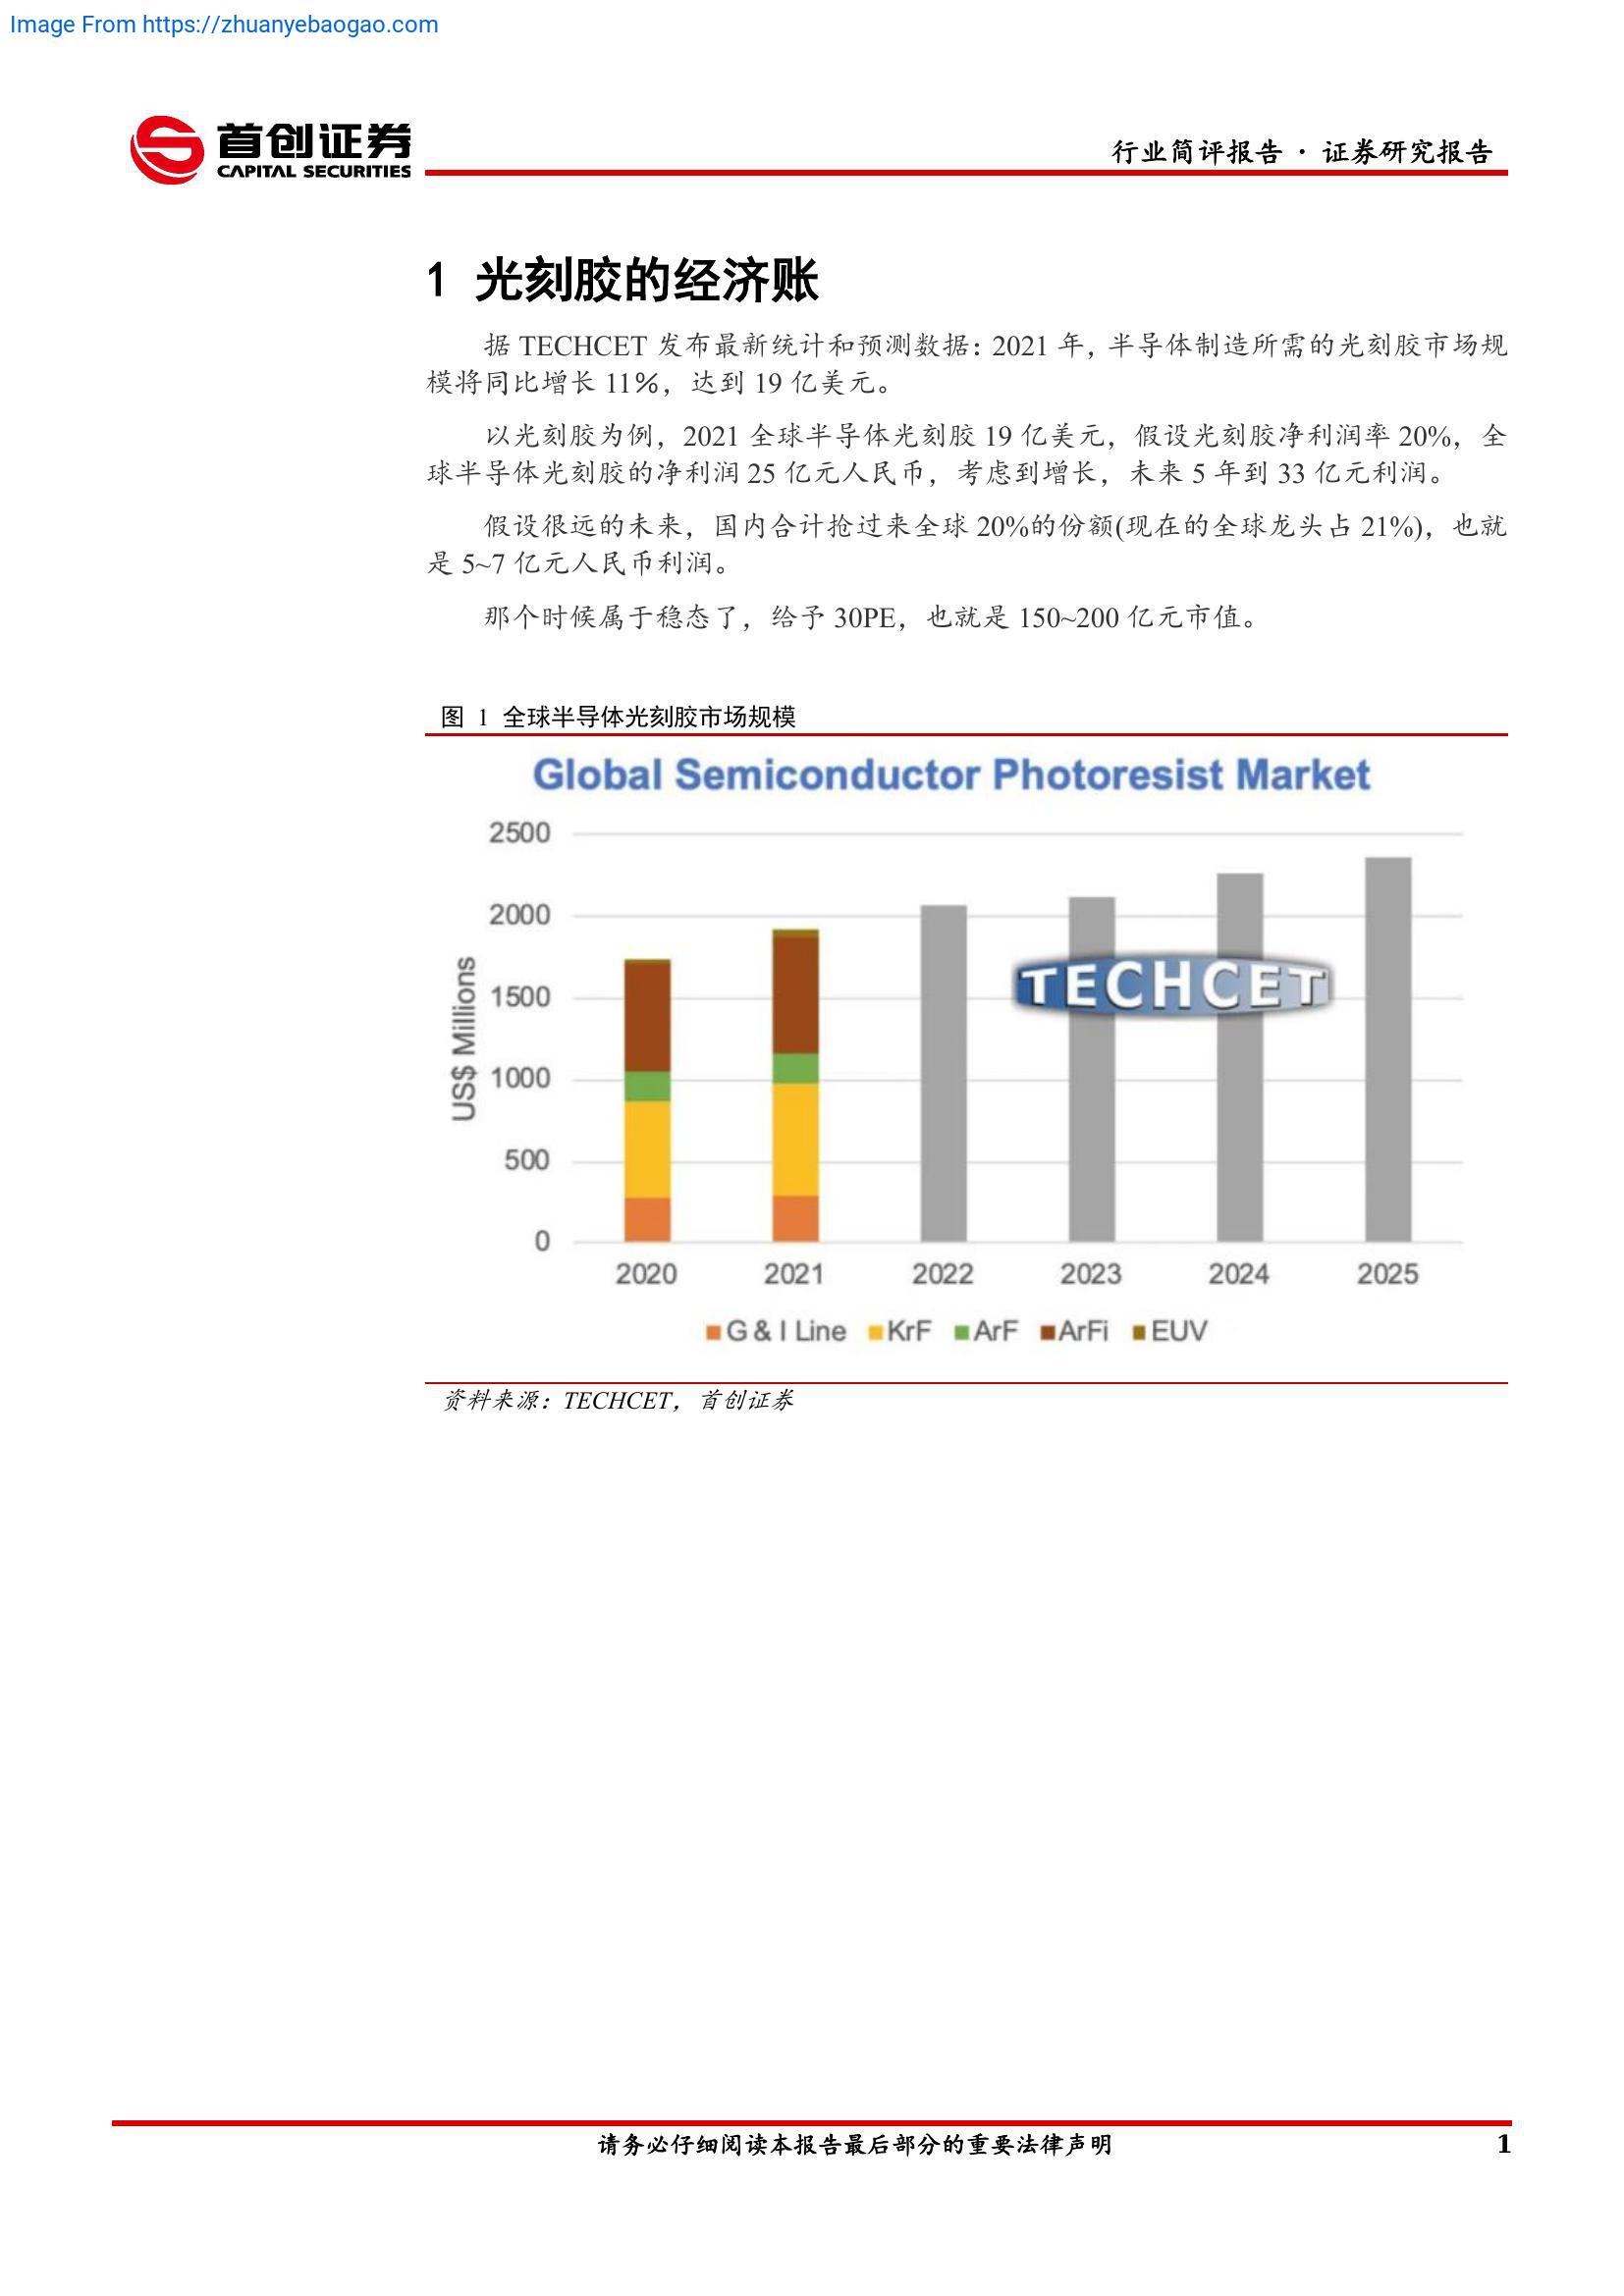 Image From https://zhuanyebaogao.com
首创证券
CAPITAL SECURITIES
行业简评报告·证券研究报告
1 光刻胶的经济账
据 TECHCET 发布最新统计和预测数据：2021 年，半导体制造所需的光刻胶市场规
模将同比增长 11%，达到 19 亿美元。
以光刻胶为例，2021 全球半导体光刻胶 19 亿美元，假设光刻胶净利润率 20%，全
球半导体光刻胶的净利润 25 亿元人民币，考虑到增长，未来 5 年到 33 亿元利润。
假设很远的未来，国内合计抢过来全球 20%的份额(现在的全球龙头占 21%)，也就
是 5~7 亿元人民币利润。
那个时候属于稳态了，给予 30PE，也就是 150~200 亿元市值。
图 1 全球半导体光刻胶市场规模
Global Semiconductor Photoresist Market
US$ Millions
2500
2000
1500
1000
500
0
TECHCET
2020 2021 2022 2023 2024 2025
G & I Line KrF ArF ArFi EUV
资料来源：TECHCET，首创证券
请务必仔细阅读本报告最后部分的重要法律声明 1